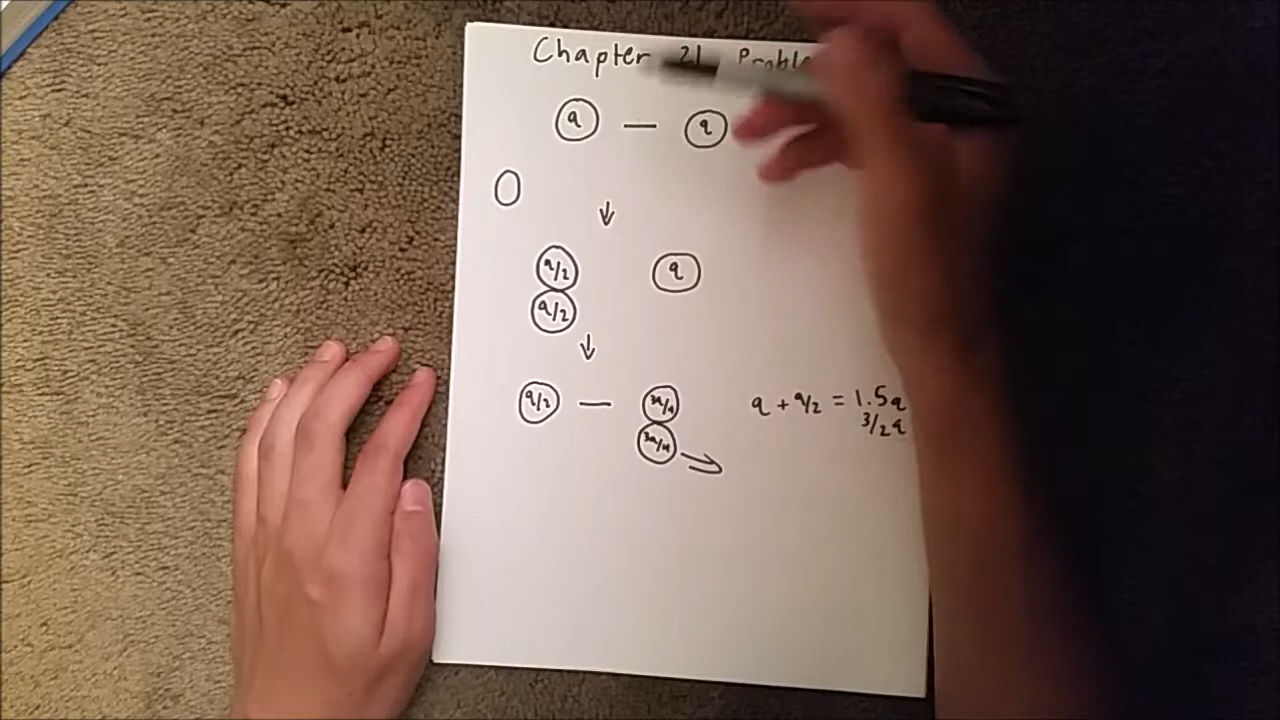 Chapter 21
q — q
q/2 q
q/2
q/2 — 3q/4 q + q/2 = 1.5q
3q/4 3/2 q